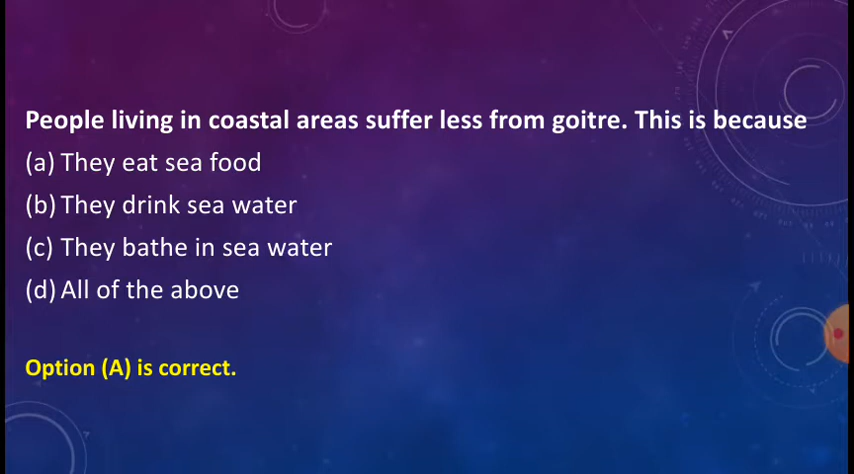 People living in coastal areas suffer less from goitre. This is because
(a) They eat sea food
(b) They drink sea water
(c) They bathe in sea water
(d) All of the above
Option (A) is correct.